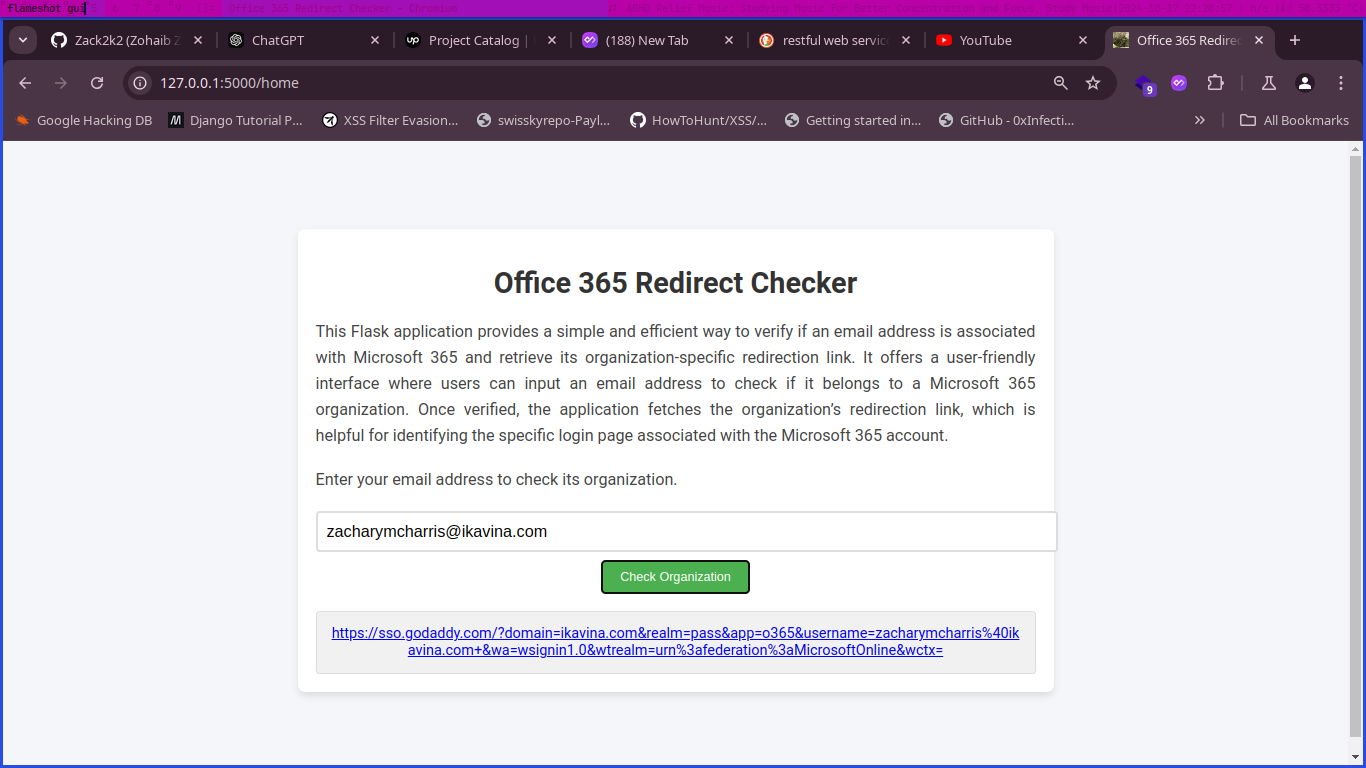 flameshot gui
Office 365 Redirect Checker - Chromium
Zack2k2 (Zohaib Z
ChatGPT
Project Catalog |
(188) New Tab
restful web servic
YouTube
Office 365 Redirec
127.0.0.1:5000/home
9
Google Hacking DB
Django Tutorial P...
XSS Filter Evasion...
swisskyrepo-Payl...
HowToHunt/XSS/...
Getting started in...
GitHub - 0xInfecti...
All Bookmarks
Office 365 Redirect Checker
This Flask application provides a simple and efficient way to verify if an email address is associated
with Microsoft 365 and retrieve its organization-specific redirection link. It offers a user-friendly
interface where users can input an email address to check if it belongs to a Microsoft 365
organization. Once verified, the application fetches the organization’s redirection link, which is
helpful for identifying the specific login page associated with the Microsoft 365 account.
Enter your email address to check its organization.
zacharymcharris@ikavina.com
Check Organization
https://sso.godaddy.com/?domain=ikavina.com&realm=pass&app=o365&username=zacharymcharris%40ik
avina.com+&wa=wsignin1.0&wtrealm=urn%3afederation%3aMicrosoftOnline&wctx=